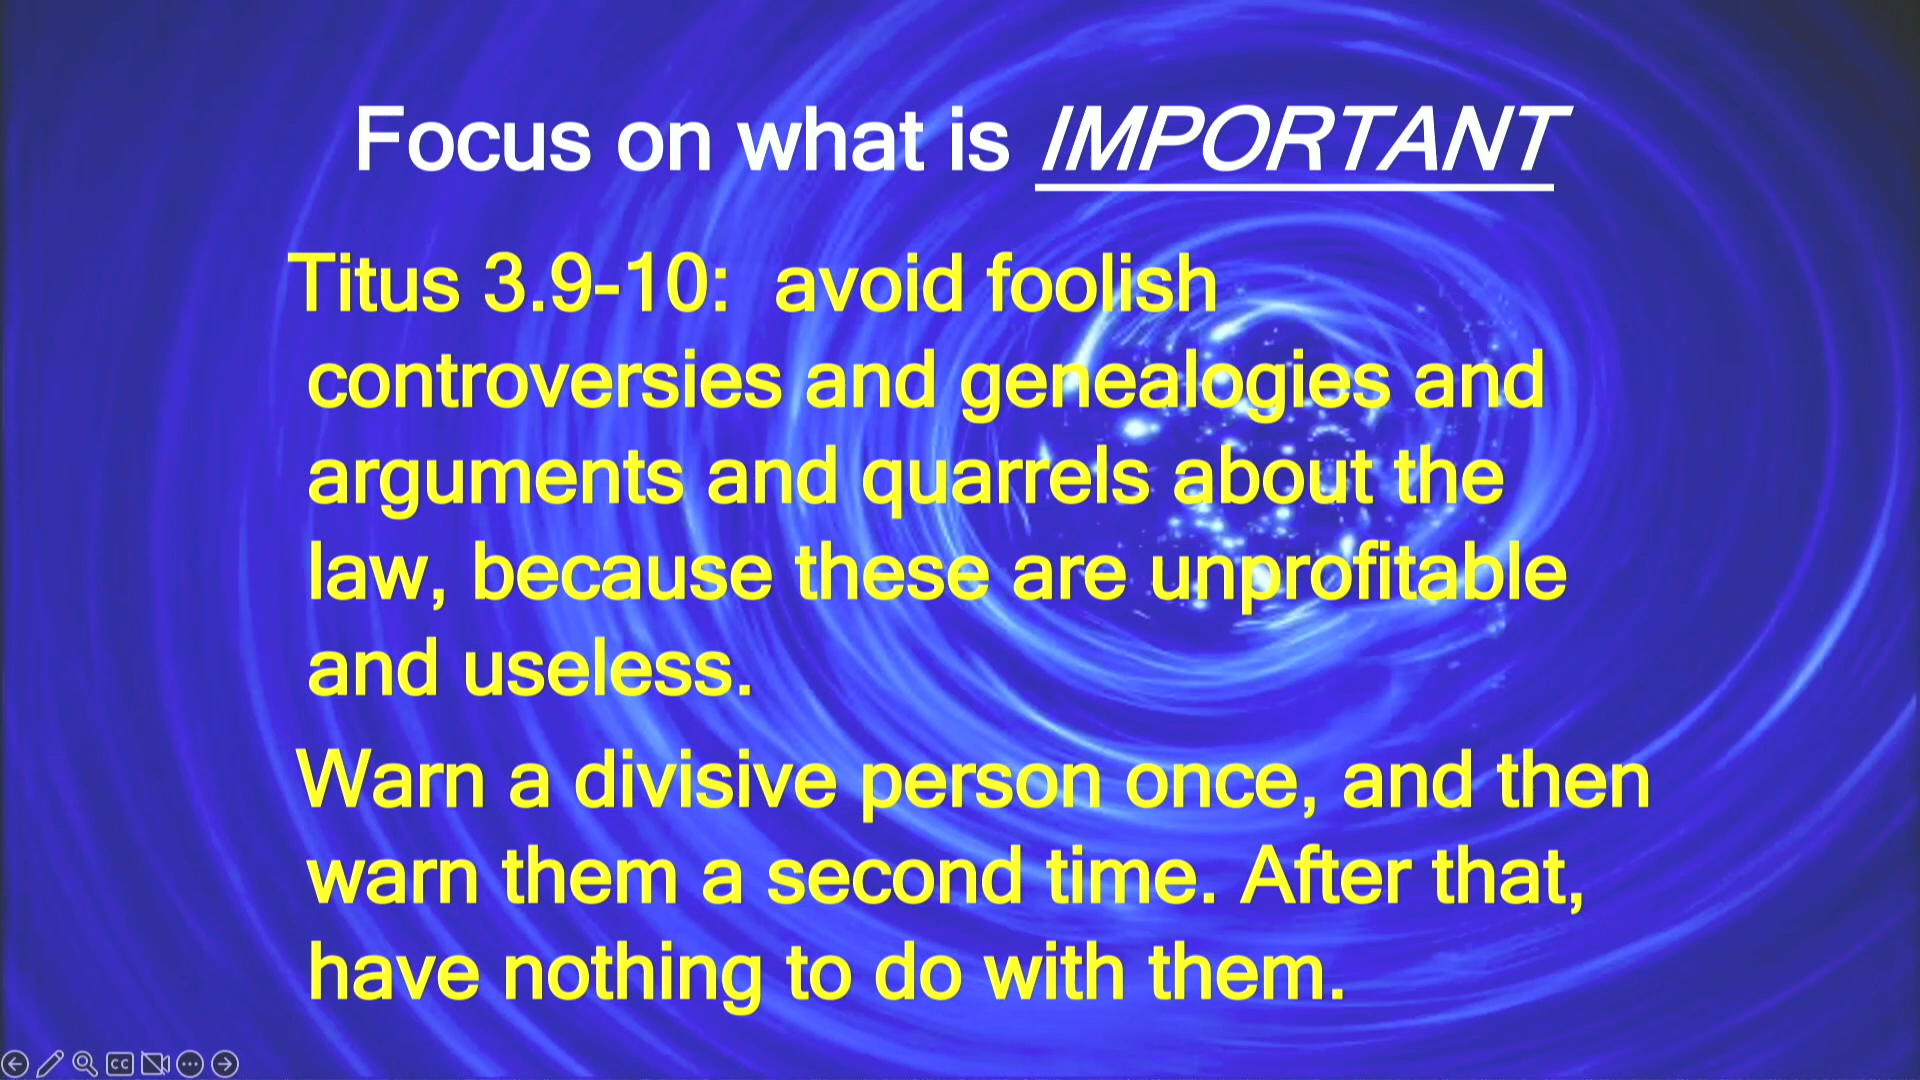 Focus on what is IMPORTANT
Titus 3.9-10: avoid foolish
controversies and genealogies and
arguments and quarrels about the
law, because these are unprofitable
and useless.
Warn a divisive person once, and then
warn them a second time. After that,
have nothing to do with them.
CC